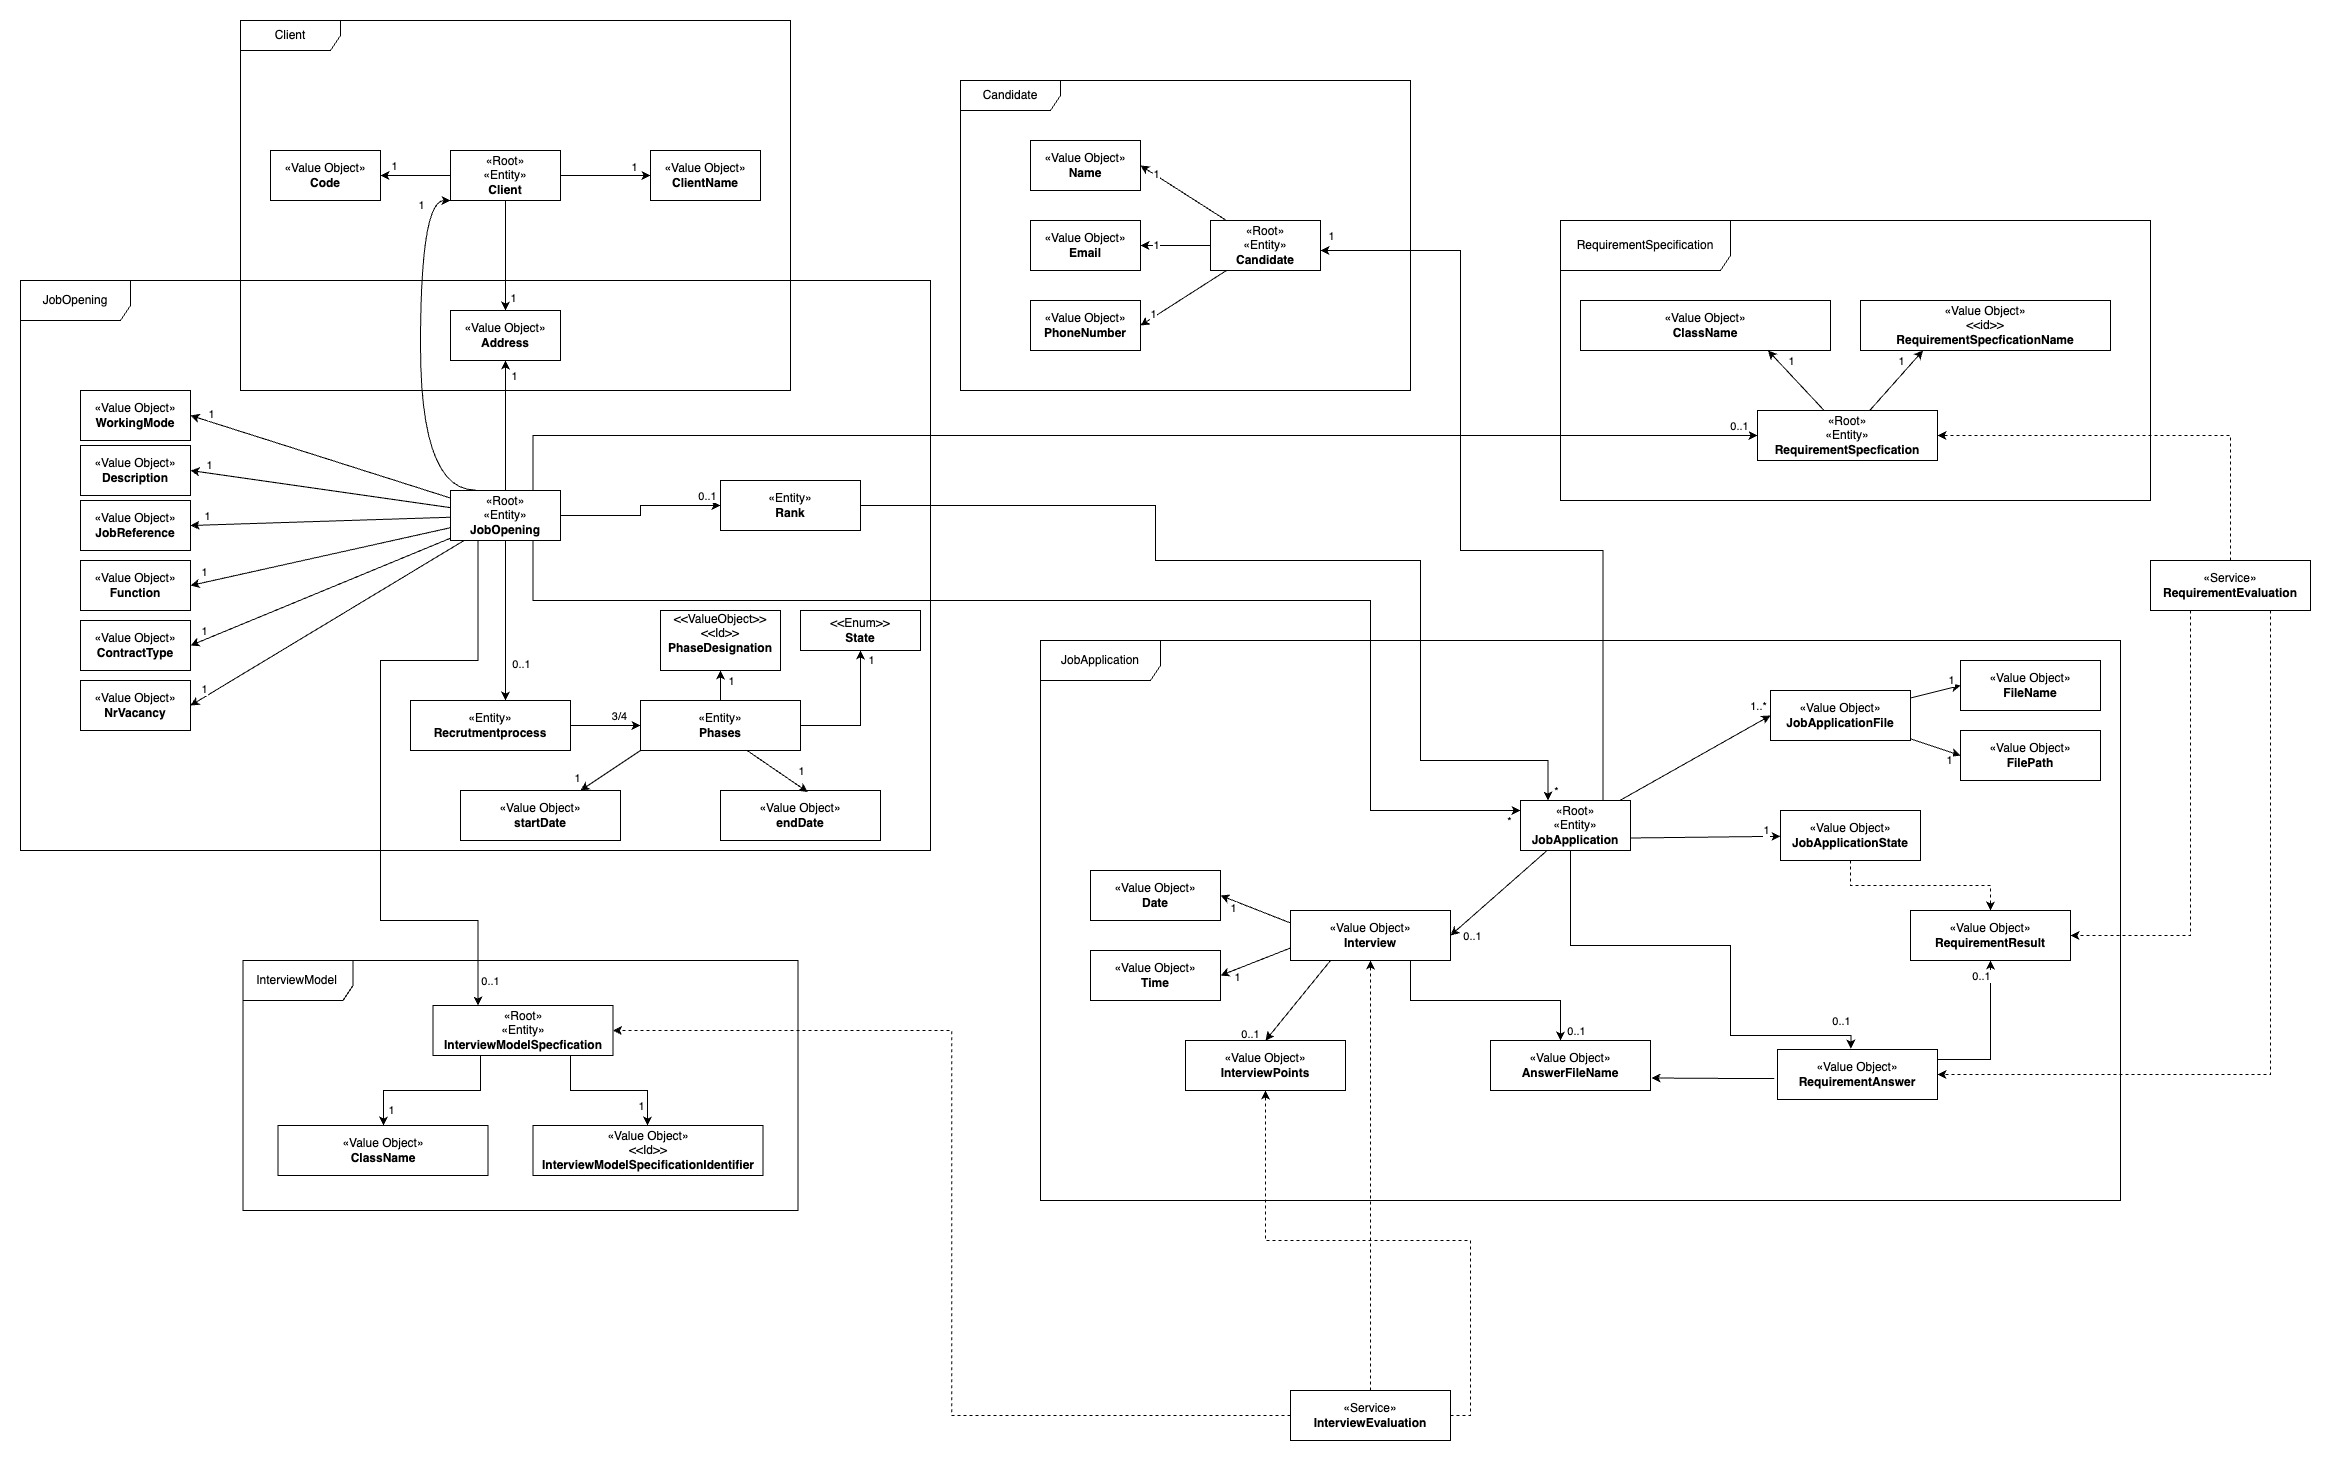 Client
«Value Object»
Code
1
«Root»
«Entity»
Client
1
«Value Object»
ClientName
1
1
«Value Object»
Address
1
Candidate
«Value Object»
Name
1
«Value Object»
Email
1
«Root»
«Entity»
Candidate
1
«Value Object»
PhoneNumber
1
RequirementSpecification
«Value Object»
ClassName
«Value Object»
<<id>>
RequirementSpecficationName
1
1
0..1
«Root»
«Entity»
RequirementSpecfication
JobOpening
«Value Object»
WorkingMode
1
«Value Object»
Description
1
«Value Object»
JobReference
1
«Value Object»
Function
1
«Value Object»
ContractType
1
«Value Object»
NrVacancy
1
«Root»
«Entity»
JobOpening
0..1
«Entity»
Rank
<<ValueObject>>
<<Id>>
PhaseDesignation
<<Enum>>
State
0..1
1
1
«Entity»
Recrutmentprocess
3/4
«Entity»
Phases
1
1
«Value Object»
startDate
«Value Object»
endDate
«Service»
RequirementEvaluation
JobApplication
1..*
«Value Object»
JobApplicationFile
1
«Value Object»
FileName
1
«Value Object»
FilePath
*
*
«Root»
«Entity»
JobApplication
1
«Value Object»
JobApplicationState
«Value Object»
Date
1
«Value Object»
Time
1
«Value Object»
Interview
0..1
«Value Object»
RequirementResult
0..1
0..1
«Value Object»
InterviewPoints
0..1
«Value Object»
AnswerFileName
0..1
«Value Object»
RequirementAnswer
InterviewModel
0..1
«Root»
«Entity»
InterviewModelSpecfication
1
1
«Value Object»
ClassName
«Value Object»
<<Id>>
InterviewModelSpecificationIdentifier
«Service»
InterviewEvaluation